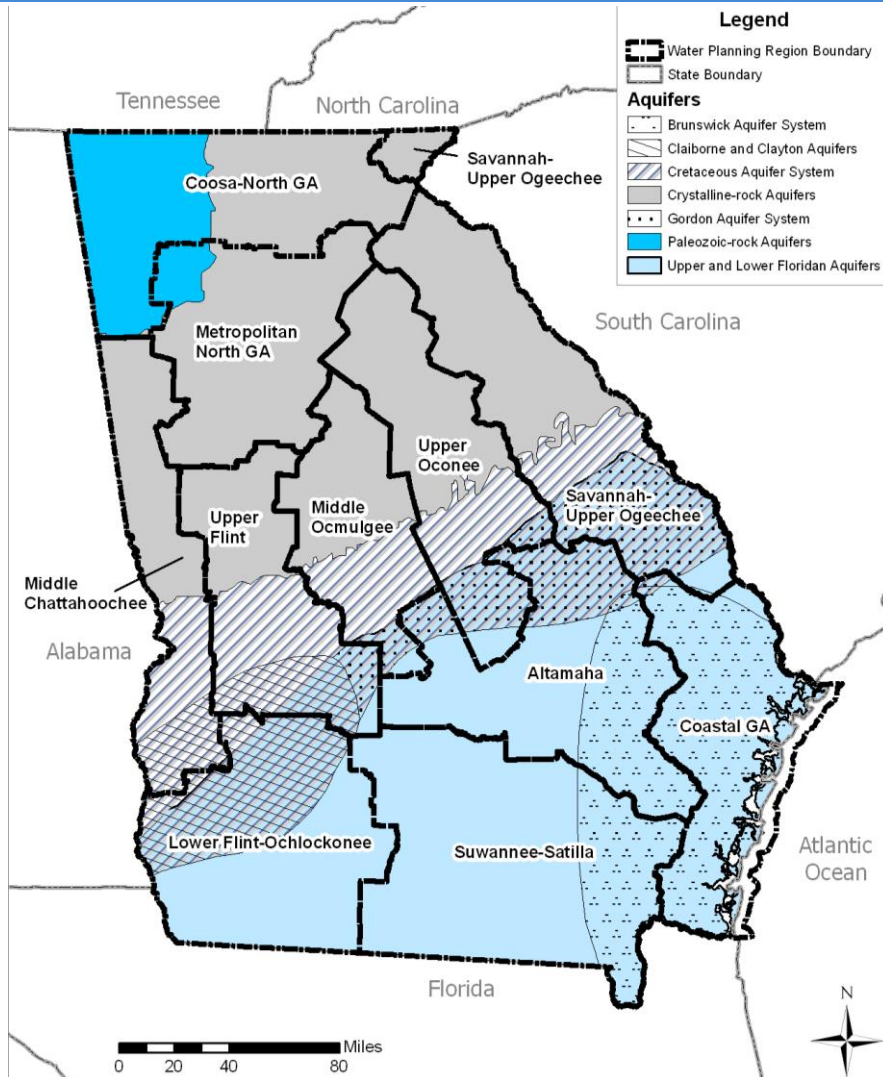 Legend
Water Planning Region Boundary
State Boundary
Aquifers
Brunswick Aquifer System
Claiborne and Clayton Aquifers
Cretaceous Aquifer System
Crystalline-rock Aquifers
Gordon Aquifer System
Paleozoic-rock Aquifers
Upper and Lower Floridan Aquifers
Tennessee
North Carolina
Savannah-
Upper Ogeechee
Coosa-North GA
South Carolina
Metropolitan
North GA
Upper
Oconee
Savannah-
Upper Ogeechee
Middle
Ocmulgee
Upper
Flint
Middle
Chattahoochee
Alabama
Altamaha
Coastal GA
Lower Flint-Ochlockonee
Suwannee-Satilla
Atlantic
Ocean
Florida
N
Miles
0 20 40 80